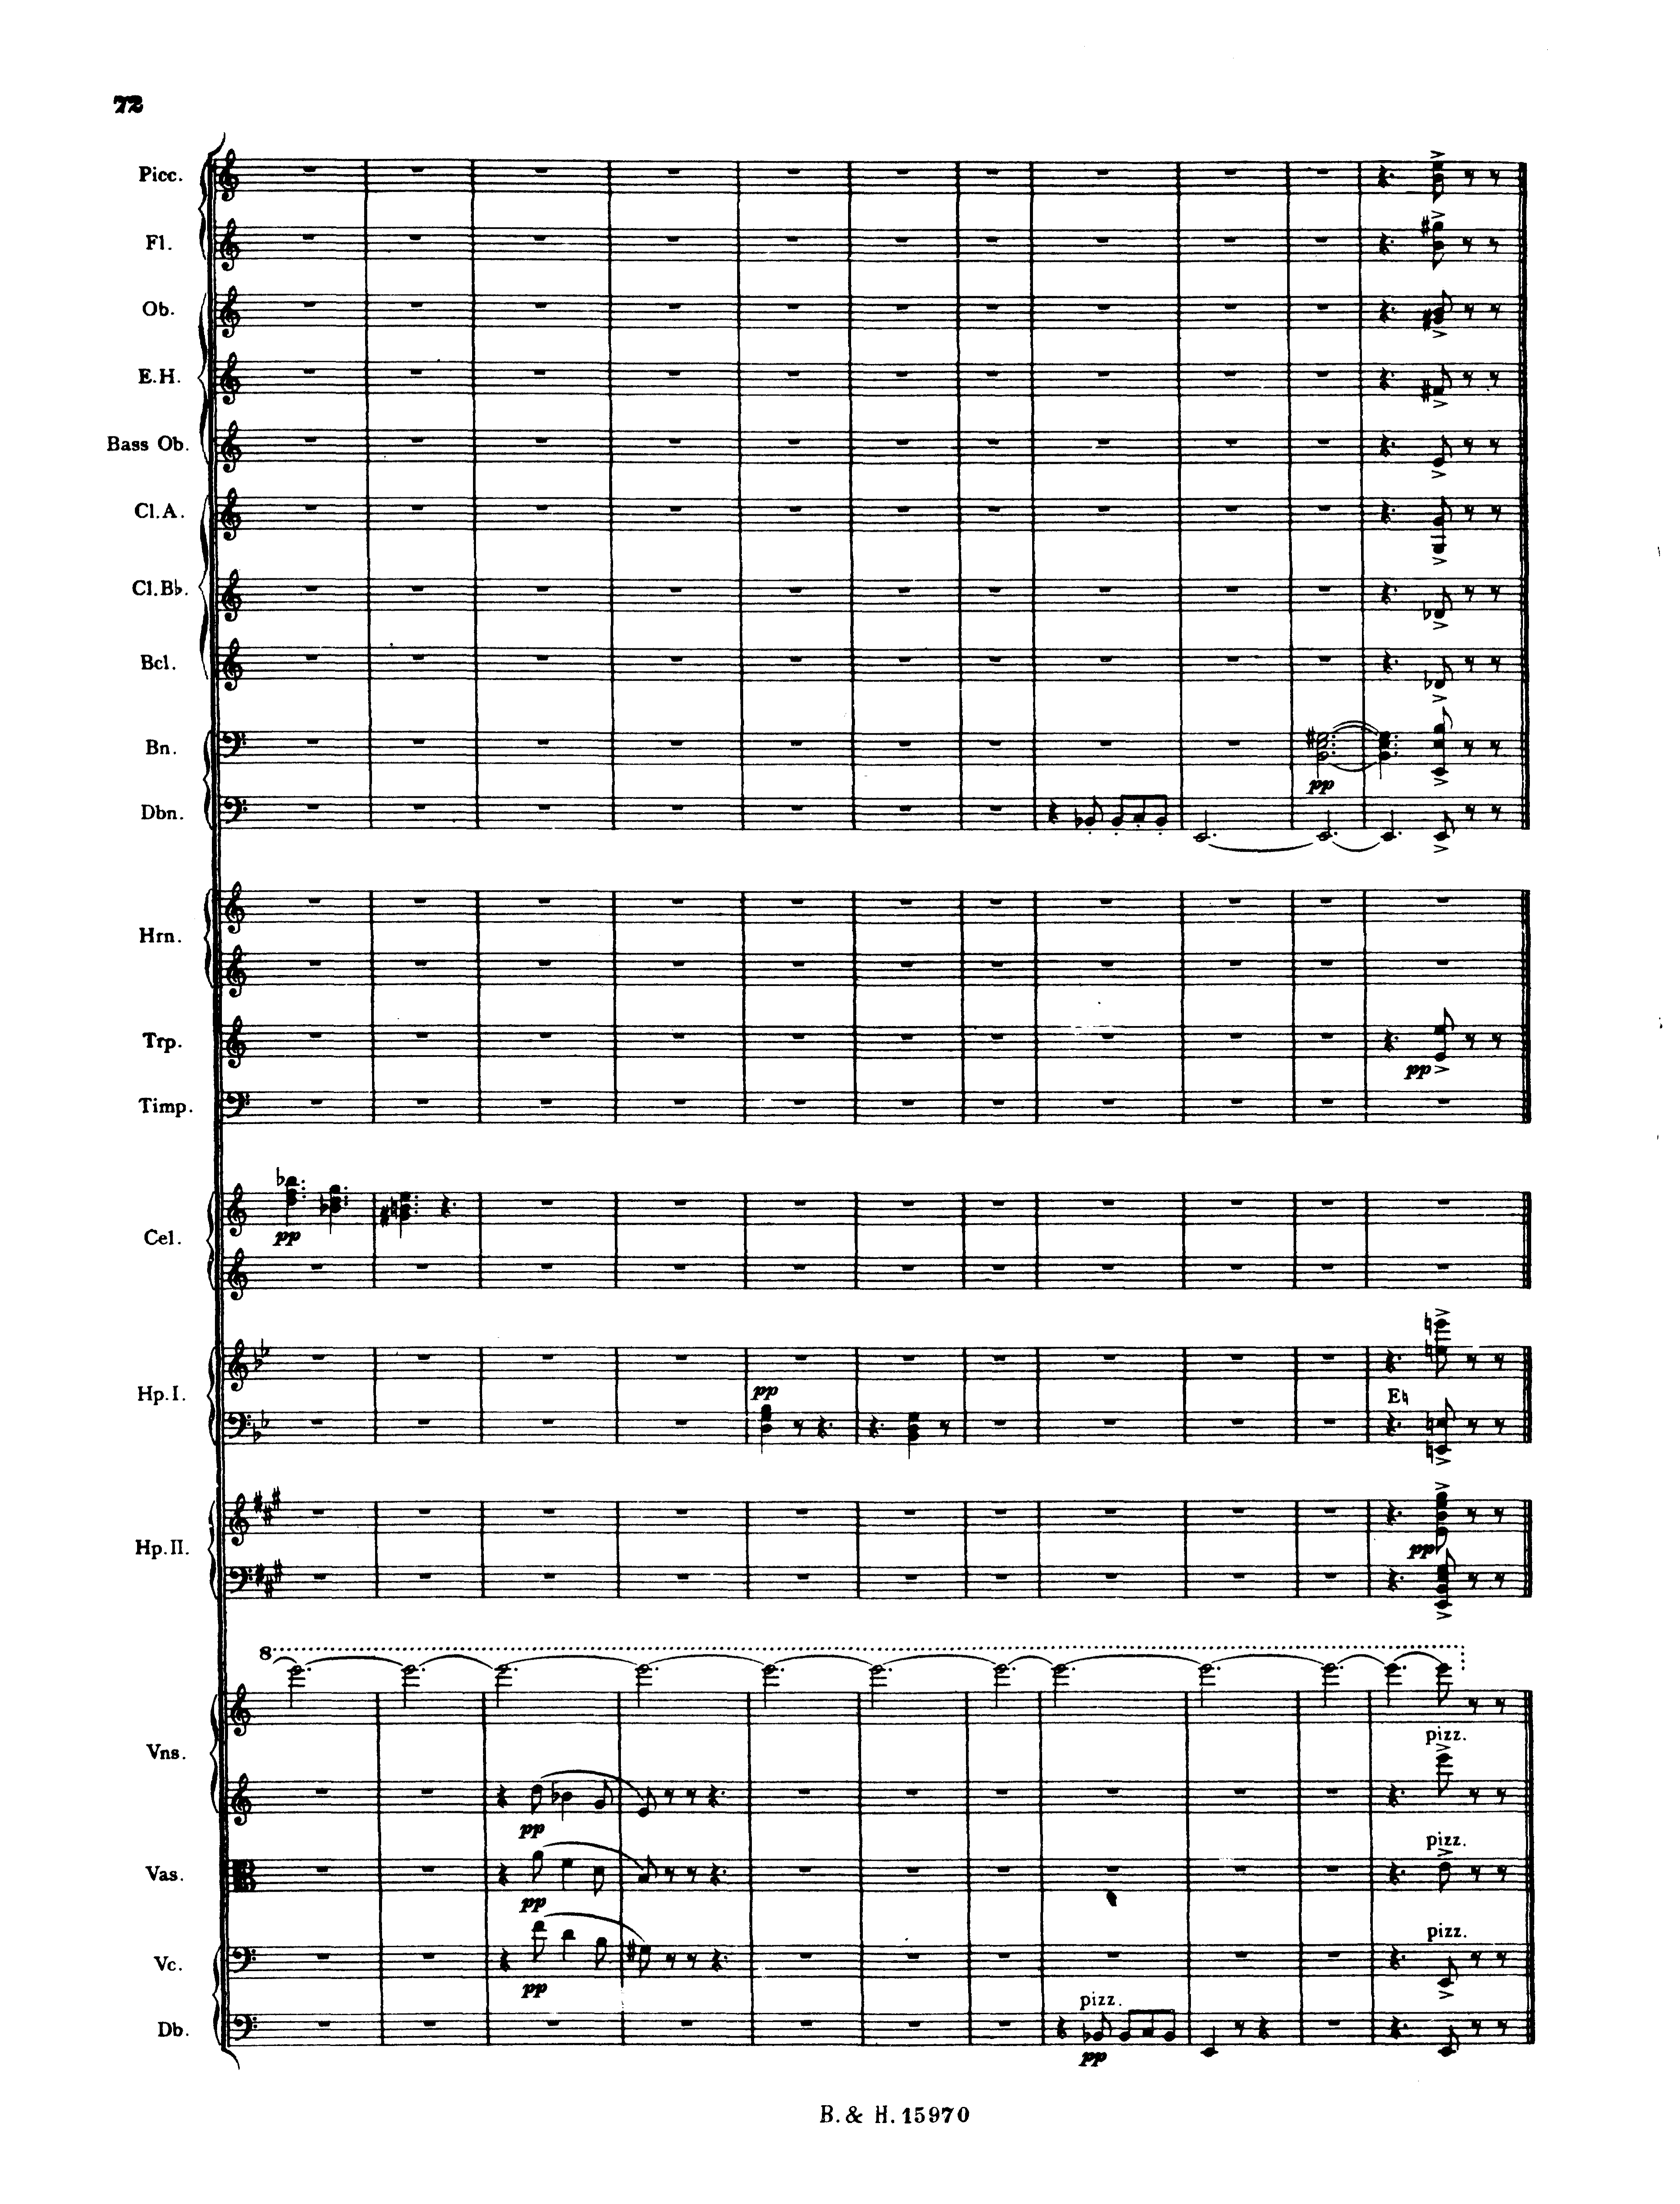 72
Picc.
Fl.
Ob.
E.H.
Bass Ob.
Cl.A.
Cl.B♭.
Bcl.
Bn.
pp
Dbn.
Hrn.
Trp.
pp
Timp.
Cel.
pp
Hp.I.
pp
E♮
Hp.II.
pp
8
Vns.
pizz.
pp
Vas.
pizz.
pp
Vc.
pizz.
pp
Db.
pizz.
pp
B. & H. 15970